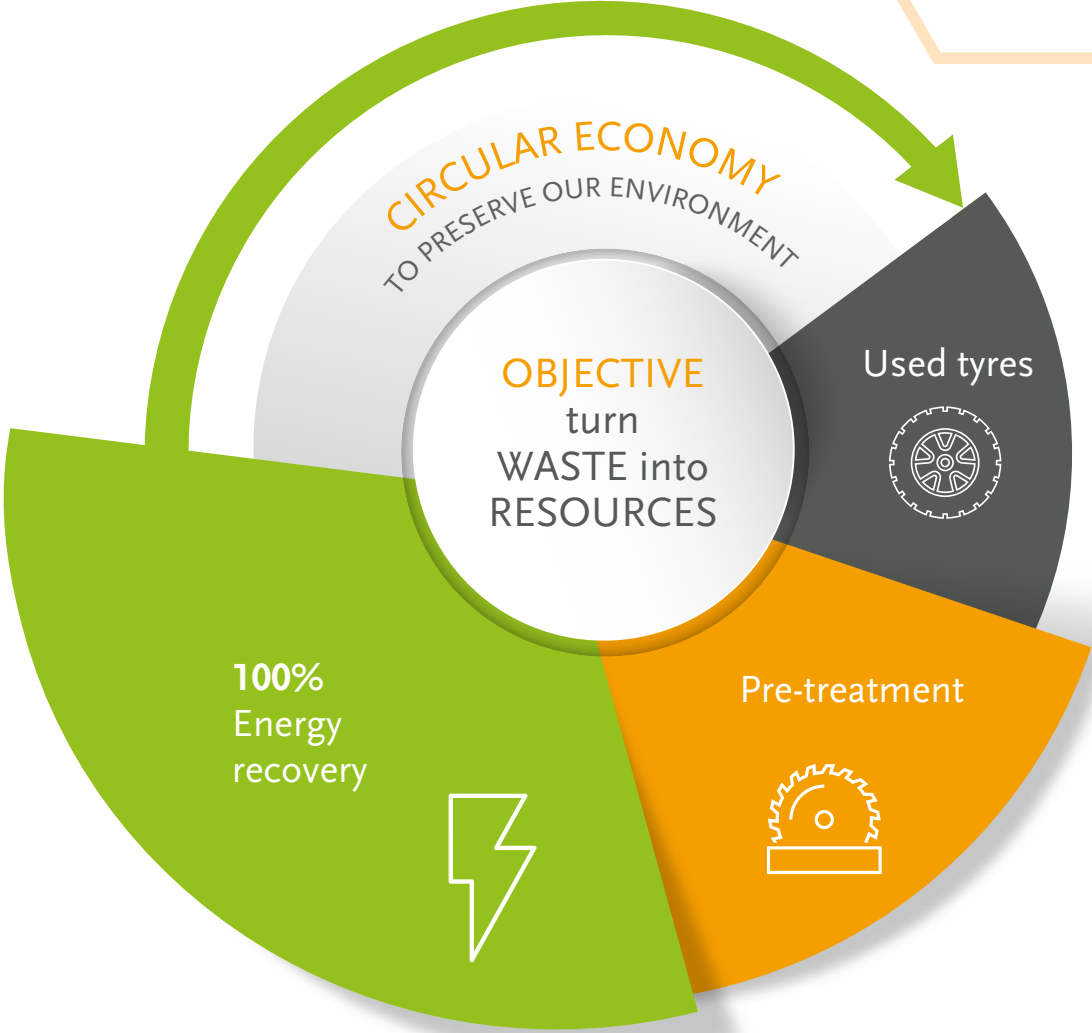 CIRCULAR ECONOMY
TO PRESERVE OUR ENVIRONMENT
OBJECTIVE
turn
WASTE into
RESOURCES
Used tyres
Pre-treatment
100%
Energy
recovery